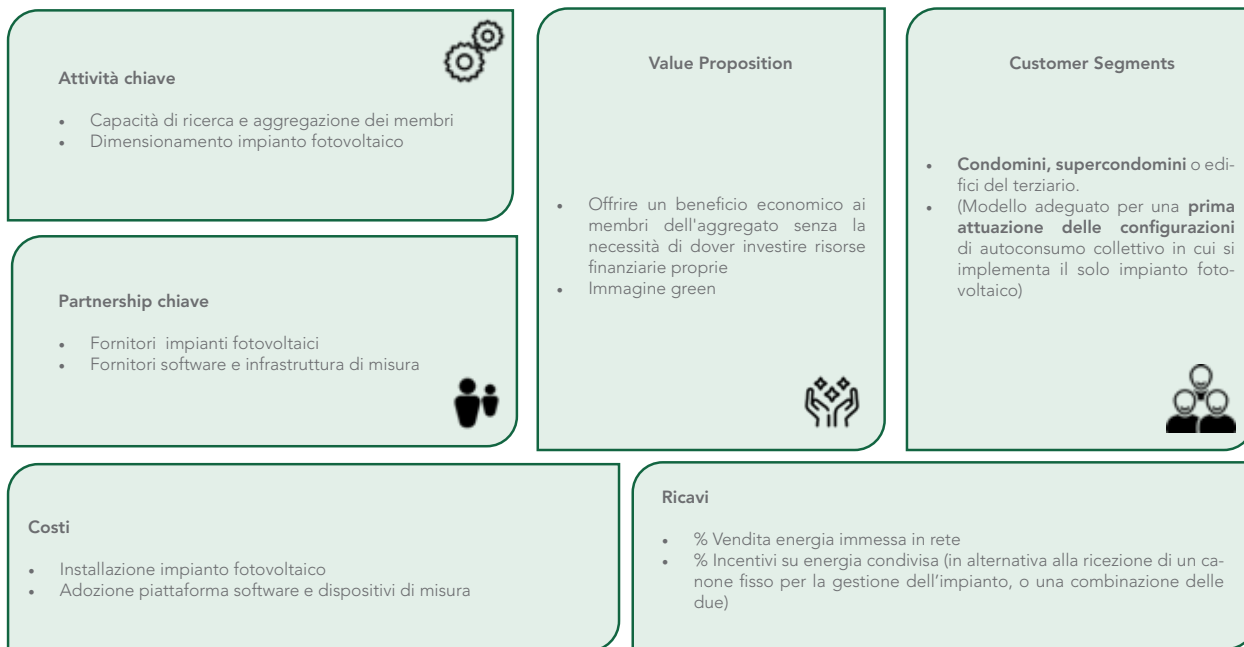 Attività chiave
• Capacità di ricerca e aggregazione dei membri
• Dimensionamento impianto fotovoltaico
Partnership chiave
• Fornitori impianti fotovoltaici
• Fornitori software e infrastruttura di misura
Value Proposition
• Offrire un beneficio economico ai
membri dell'aggregato senza la
necessità di dover investire risorse
finanziarie proprie
• Immagine green
Customer Segments
• Condomini, supercondomini o edi-
fici del terziario.
• (Modello adeguato per una prima
attuazione delle configurazioni
di autoconsumo collettivo in cui si
implementa il solo impianto foto-
voltaico)
Costi
• Installazione impianto fotovoltaico
• Adozione piattaforma software e dispositivi di misura
Ricavi
• % Vendita energia immessa in rete
• % Incentivi su energia condivisa (in alternativa alla ricezione di un ca-
none fisso per la gestione dell'impianto, o una combinazione delle
due)